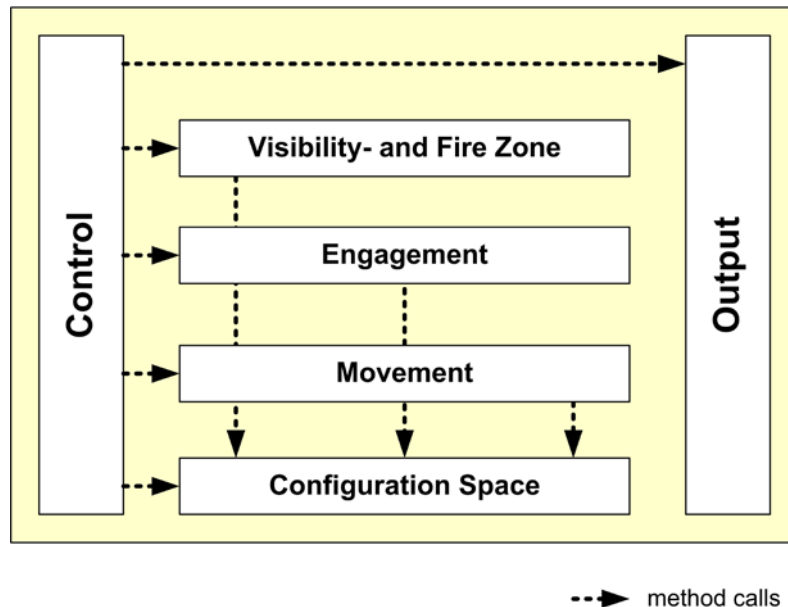 Control
Visibility- and Fire Zone
Engagement
Movement
Configuration Space
Output
method calls